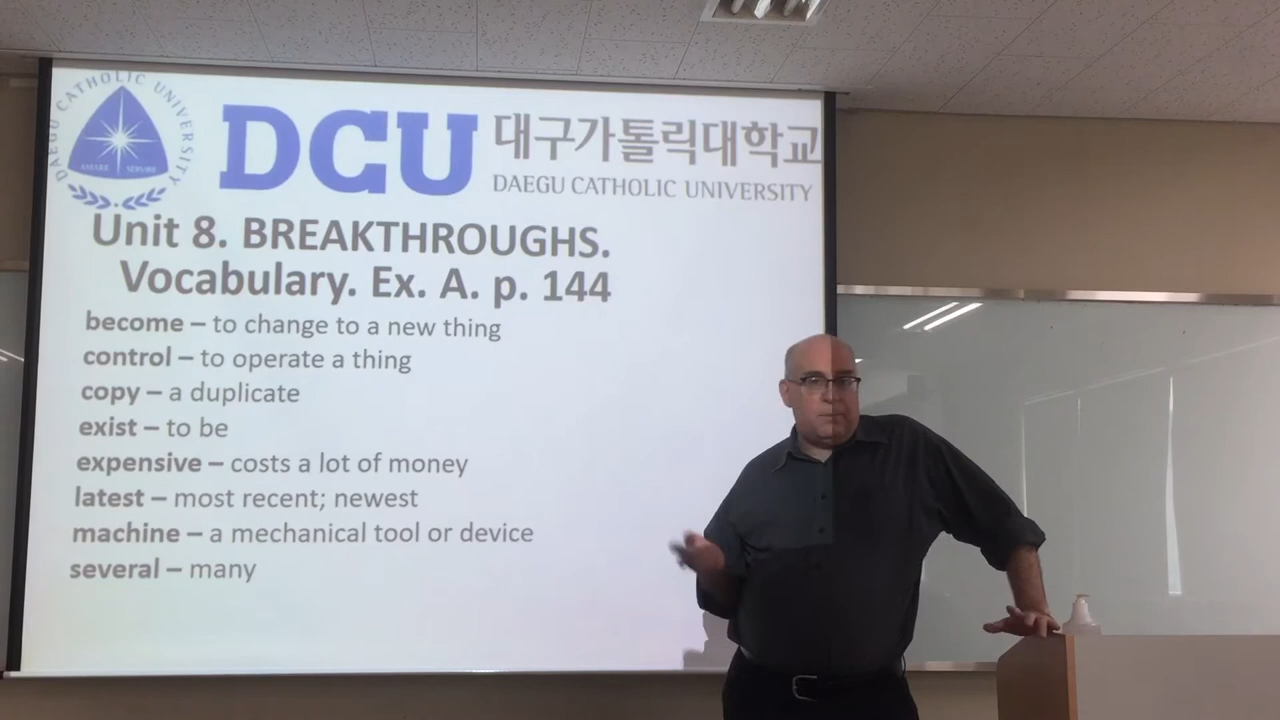 DAEGU CATHOLIC UNIVERSITY
AMARE SERVIRE
DCU 대구가톨릭대학교
DAEGU CATHOLIC UNIVERSITY
Unit 8. BREAKTHROUGHS.
Vocabulary. Ex. A. p. 144
become – to change to a new thing
control – to operate a thing
copy – a duplicate
exist – to be
expensive – costs a lot of money
latest – most recent; newest
machine – a mechanical tool or device
several – many